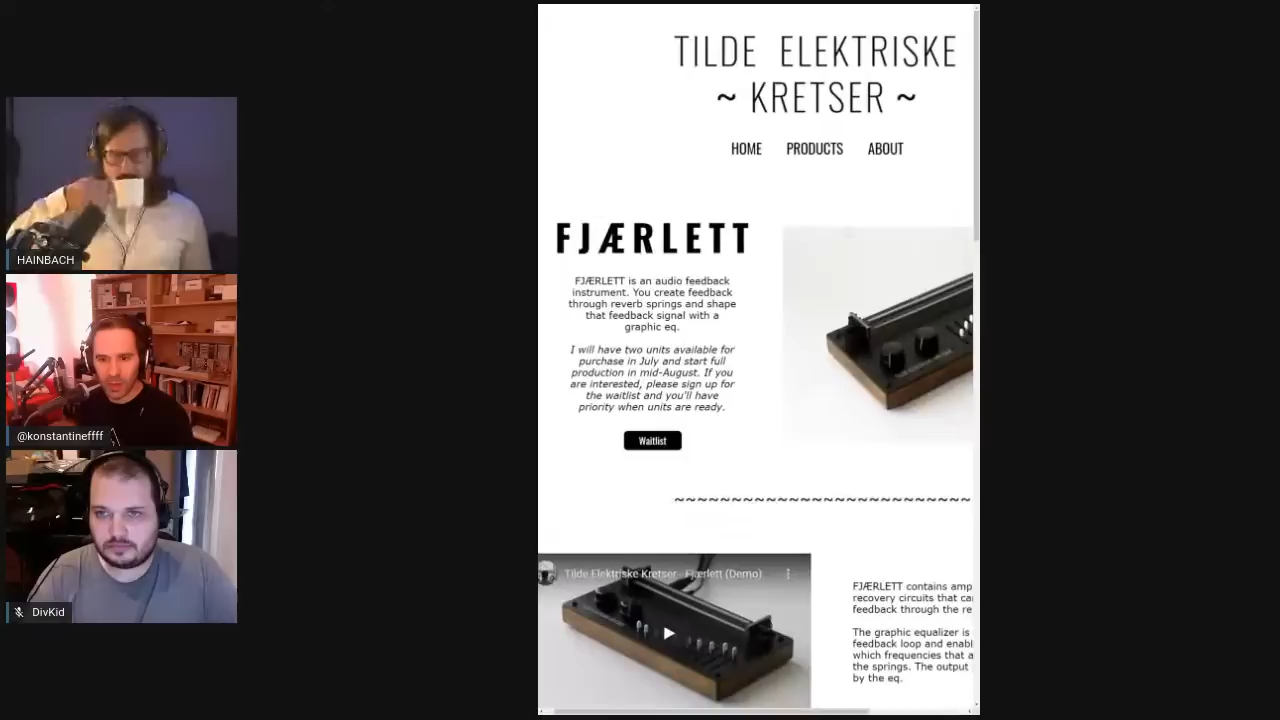 HAINBACH
@konstantineffff
DivKid
TILDE ELEKTRISKE
~ KRETSER ~
HOME PRODUCTS ABOUT
FJÆRLETT
FJÆRLETT is an audio feedback
instrument. You create feedback
through reverb springs and shape
that feedback signal with a
graphic eq.
I will have two units available for
purchase in July and start full
production in mid-August. If you
are interested, please sign up for
the waitlist and you'll have
priority when units are ready.
Waitlist
~~~~~~~~~~~~~~~~~~~~~~~~~~~
Tilde Elektriske Kretser - Fjærlett (Demo)
FJÆRLETT contains amp
recovery circuits that ca
feedback through the re
The graphic equalizer is
feedback loop and enabl
which frequencies that a
the springs. The output
by the eq.